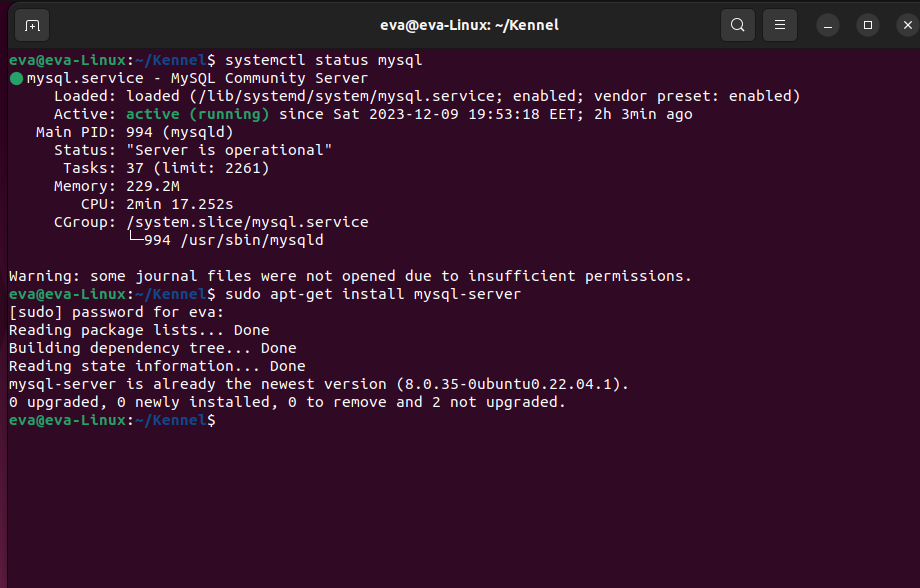 eva@eva-Linux: ~/Kennel
eva@eva-Linux:~/Kennel$ systemctl status mysql
● mysql.service - MySQL Community Server
     Loaded: loaded (/lib/systemd/system/mysql.service; enabled; vendor preset: enabled)
     Active: active (running) since Sat 2023-12-09 19:53:18 EET; 2h 3min ago
   Main PID: 994 (mysqld)
     Status: "Server is operational"
      Tasks: 37 (limit: 2261)
     Memory: 229.2M
        CPU: 2min 17.252s
     CGroup: /system.slice/mysql.service
             └─994 /usr/sbin/mysqld
Warning: some journal files were not opened due to insufficient permissions.
eva@eva-Linux:~/Kennel$ sudo apt-get install mysql-server
[sudo] password for eva:
Reading package lists... Done
Building dependency tree... Done
Reading state information... Done
mysql-server is already the newest version (8.0.35-0ubuntu0.22.04.1).
0 upgraded, 0 newly installed, 0 to remove and 2 not upgraded.
eva@eva-Linux:~/Kennel$